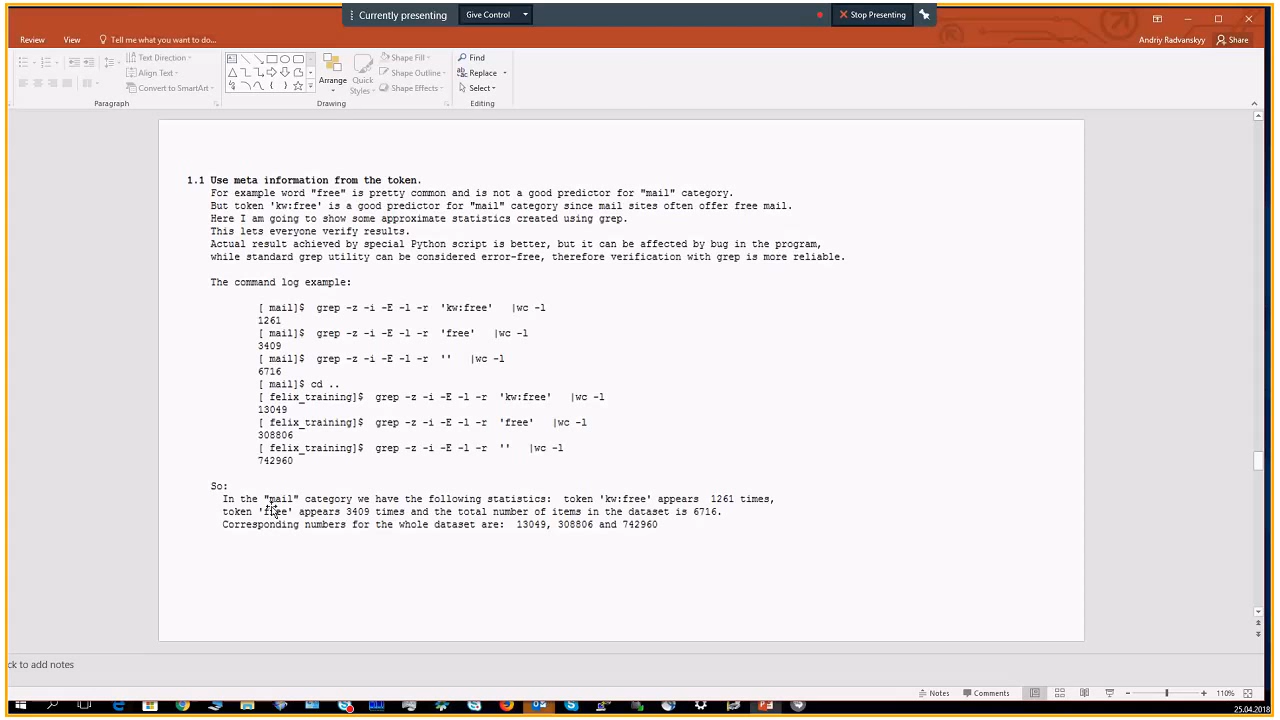 Currently presenting
Give Control
Stop Presenting
Review
View
Tell me what you want to do...
Andriy Radvanskyy
Share
Text Direction
Align Text
Convert to SmartArt
Paragraph
Arrange
Quick Styles
Shape Fill
Shape Outline
Shape Effects
Drawing
Find
Replace
Select
Editing
1.1 Use meta information from the token.
For example word "free" is pretty common and is not a good predictor for "mail" category.
But token 'kw:free' is a good predictor for "mail" category since mail sites often offer free mail.
Here I am going to show some approximate statistics created using grep.
This lets everyone verify results.
Actual result achieved by special Python script is better, but it can be affected by bug in the program,
while standard grep utility can be considered error-free, therefore verification with grep is more reliable.
The command log example:
[ mail]$ grep -z -i -E -l -r 'kw:free' |wc -l
1261
[ mail]$ grep -z -i -E -l -r 'free' |wc -l
3409
[ mail]$ grep -z -i -E -l -r '' |wc -l
6716
[ mail]$ cd ..
[ felix_training]$ grep -z -i -E -l -r 'kw:free' |wc -l
13049
[ felix_training]$ grep -z -i -E -l -r 'free' |wc -l
308806
[ felix_training]$ grep -z -i -E -l -r '' |wc -l
742960
So:
In the "mail" category we have the following statistics: token 'kw:free' appears 1261 times,
token 'free' appears 3409 times and the total number of items in the dataset is 6716.
Corresponding numbers for the whole dataset are: 13049, 308806 and 742960
ck to add notes
Notes
Comments
110%
25.04.2018